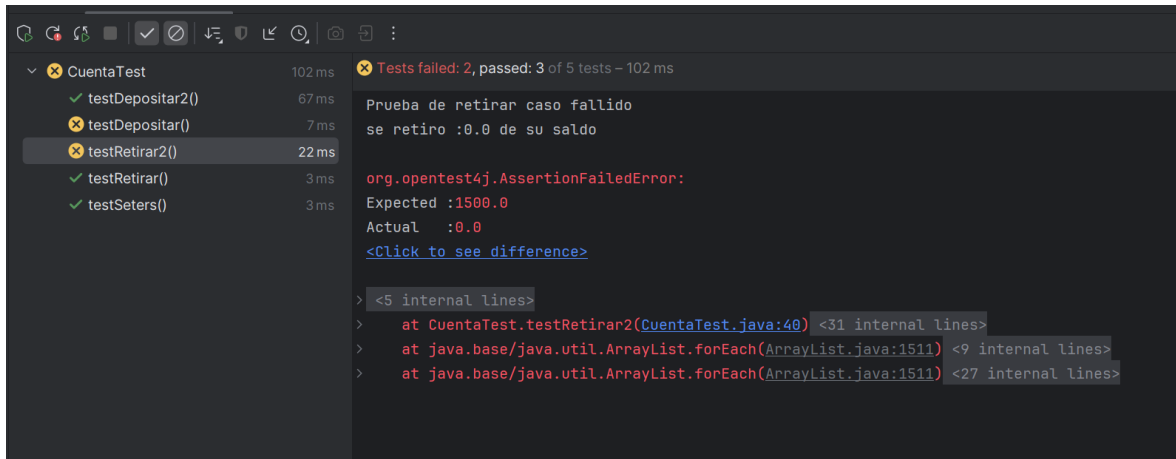 CuentaTest 102 ms
testDepositar2() 67 ms
testDepositar() 7 ms
testRetirar2() 22 ms
testRetirar() 3 ms
testSeters() 3 ms
Tests failed: 2, passed: 3 of 5 tests – 102 ms
Prueba de retirar caso fallido
se retiro :0.0 de su saldo
org.opentest4j.AssertionFailedError:
Expected :1500.0
Actual   :0.0
<Click to see difference>
<5 internal lines>
at CuentaTest.testRetirar2(CuentaTest.java:40) <31 internal lines>
at java.base/java.util.ArrayList.forEach(ArrayList.java:1511) <9 internal lines>
at java.base/java.util.ArrayList.forEach(ArrayList.java:1511) <27 internal lines>